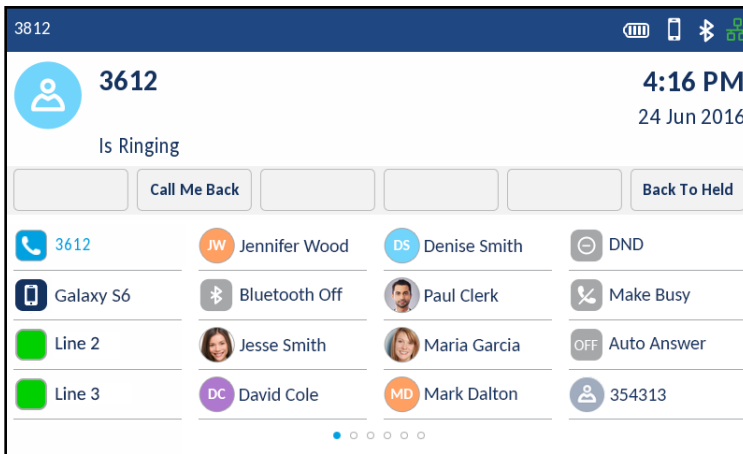 3812
3612
4:16 PM
24 Jun 2016
Is Ringing
Call Me Back
Back To Held
3612
JW Jennifer Wood
DS Denise Smith
DND
Galaxy S6
Bluetooth Off
Paul Clerk
Make Busy
Line 2
Jesse Smith
Maria Garcia
OFF Auto Answer
Line 3
DC David Cole
MD Mark Dalton
354313